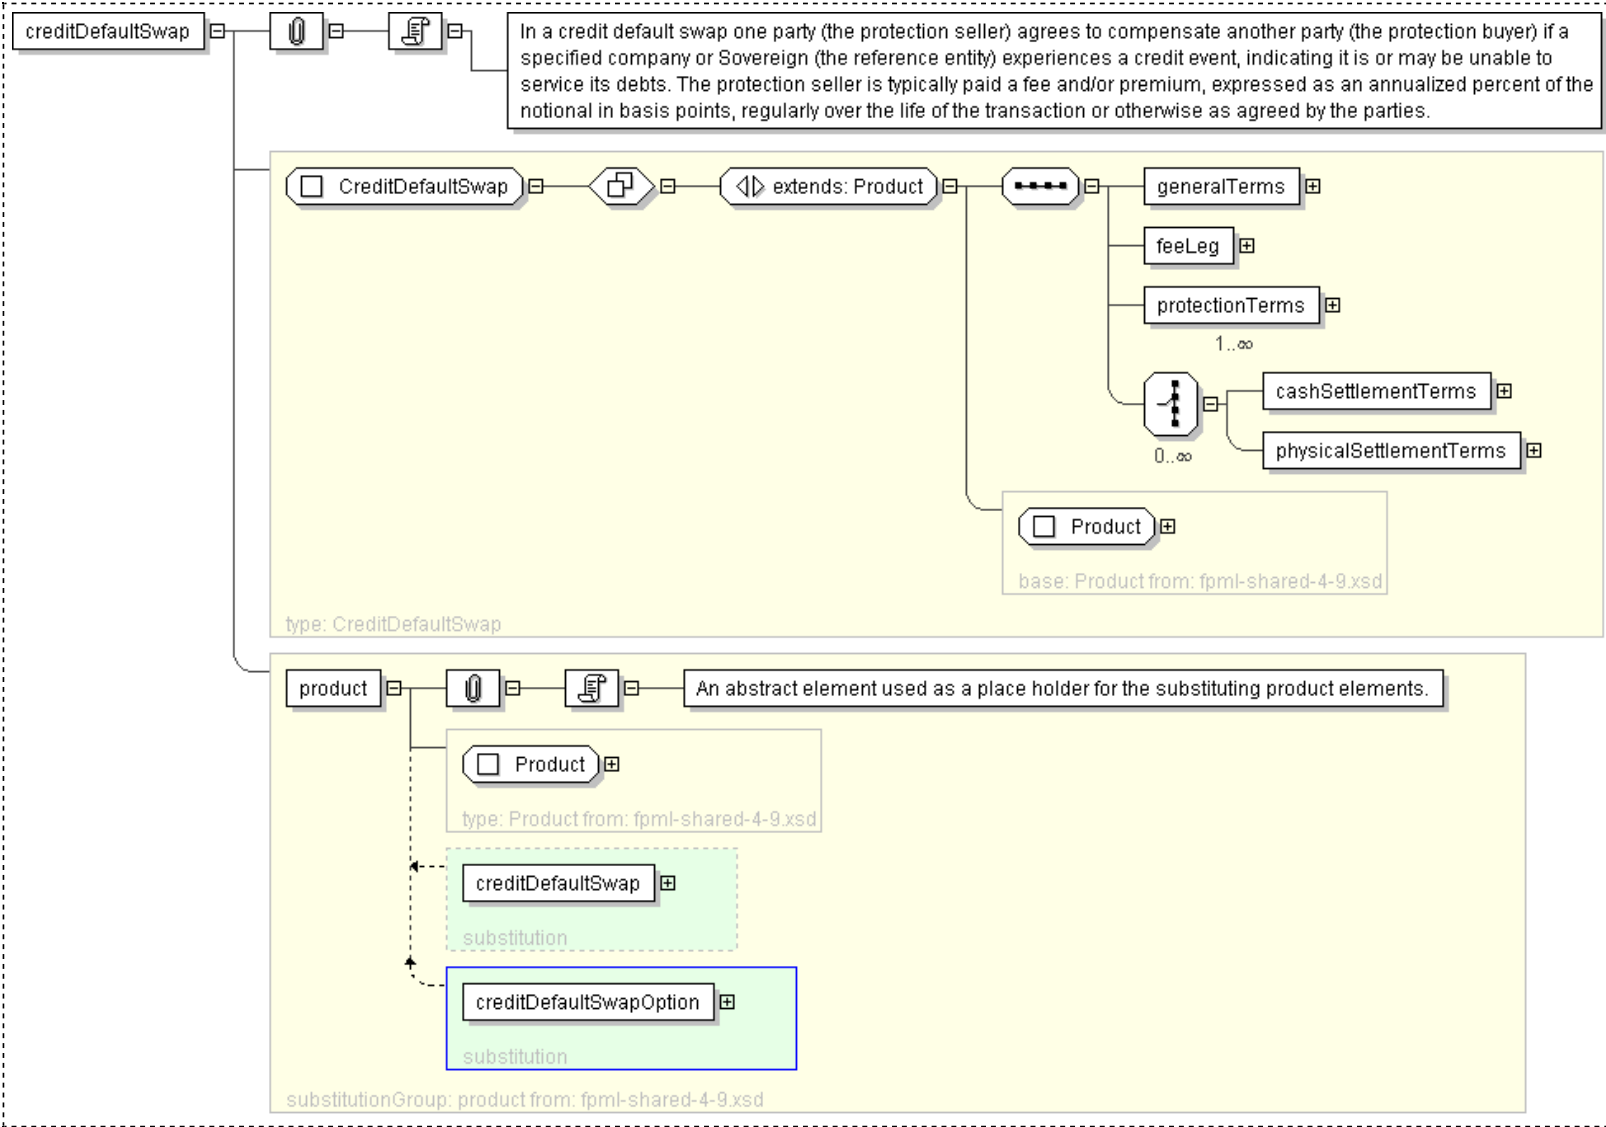 creditDefaultSwap
In a credit default swap one party (the protection seller) agrees to compensate another party (the protection buyer) if a
specified company or Sovereign (the reference entity) experiences a credit event, indicating it is or may be unable to
service its debts. The protection seller is typically paid a fee and/or premium, expressed as an annualized percent of the
notional in basis points, regularly over the life of the transaction or otherwise as agreed by the parties.
CreditDefaultSwap
extends: Product
generalTerms
feeLeg
protectionTerms
1..∞
cashSettlementTerms
physicalSettlementTerms
0..∞
Product
base: Product from: fpml-shared-4-9.xsd
type: CreditDefaultSwap
product
An abstract element used as a place holder for the substituting product elements.
Product
type: Product from: fpml-shared-4-9.xsd
creditDefaultSwap
substitution
creditDefaultSwapOption
substitution
substitutionGroup: product from: fpml-shared-4-9.xsd